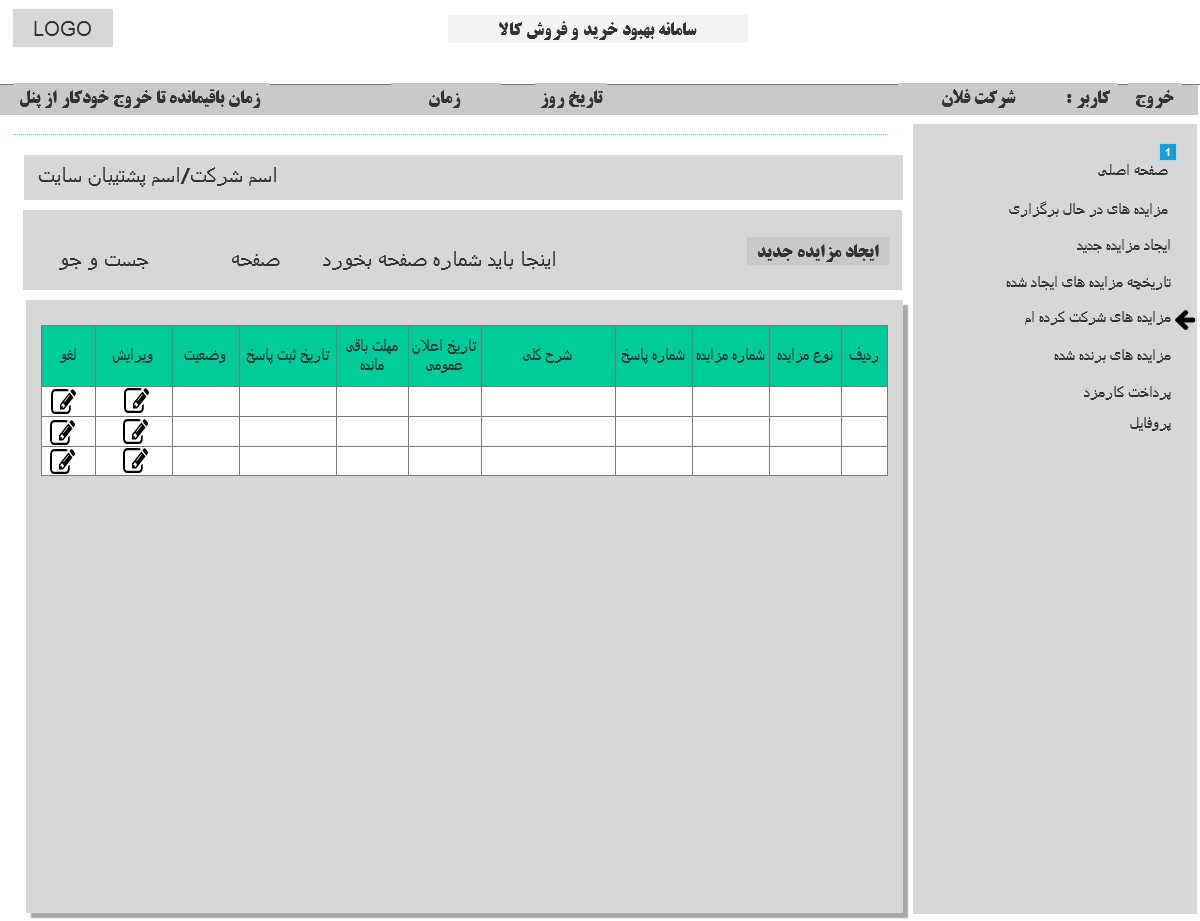 LOGO
سامانه بهبود خرید و فروش کالا
خروج
کاربر :
شرکت فلان
تاریخ روز
زمان
زمان باقیمانده تا خروج خودکار از پنل
1
صفحه اصلی
مزایده های در حال برگزاری
ایجاد مزایده جدید
تاریخچه مزایده های ایجاد شده
مزایده های شرکت کرده ام
مزایده های برنده شده
پرداخت کارمزد
پروفایل
اسم شرکت/اسم پشتیبان سایت
ایجاد مزایده جدید
اینجا باید شماره صفحه بخورد
صفحه
جست و جو
ردیف
نوع مزایده
شماره مزایده
شماره پاسخ
شرح کلی
تاریخ اعلان
عمومی
مهلت باقی
مانده
تاریخ ثبت پاسخ
وضعیت
ویرایش
لغو